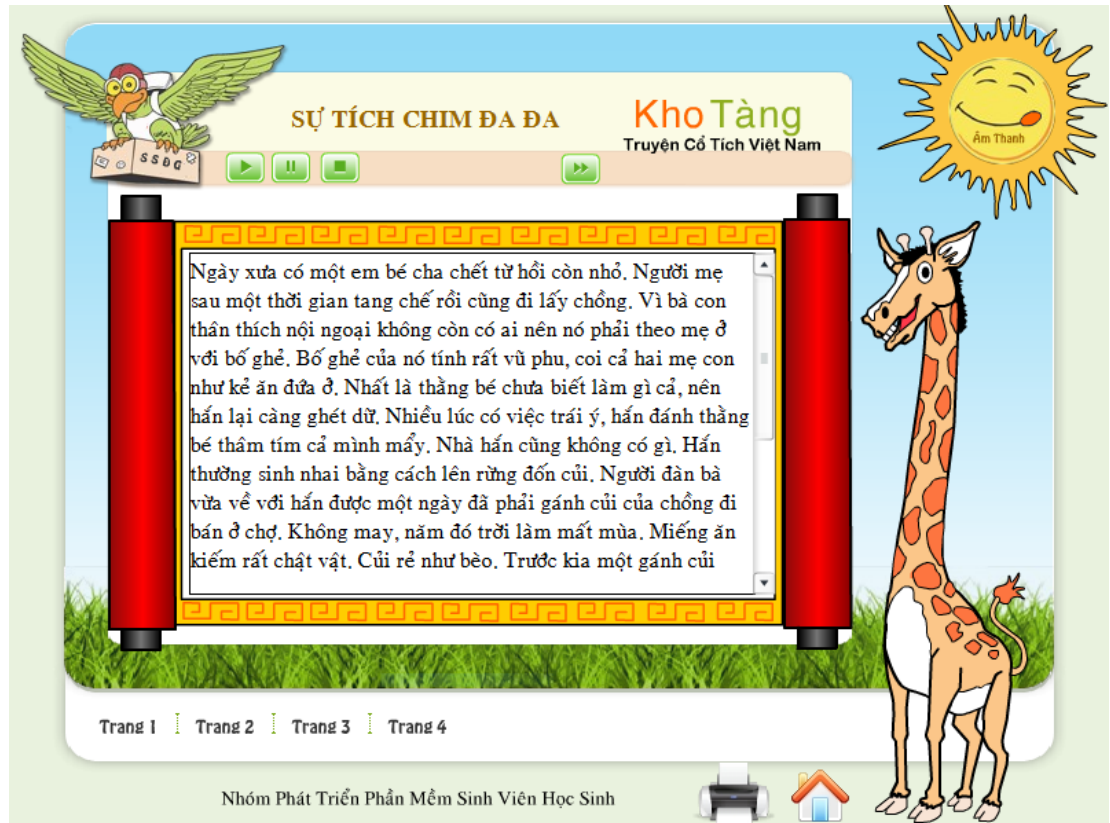 SỰ TÍCH CHIM ĐA ĐA
Kho Tàng
Truyện Cổ Tích Việt Nam
Âm Thanh
SSDG
Ngày xưa có một em bé cha chết từ hồi còn nhỏ. Người mẹ
sau một thời gian tang chế rồi cũng đi lấy chồng. Vì bà con
thân thích nội ngoại không còn có ai nên nó phải theo mẹ ở
với bố ghẻ. Bố ghẻ của nó tính rất vũ phu, coi cả hai mẹ con
như kẻ ăn đứa ở. Nhất là thằng bé chưa biết làm gì cả, nên
hắn lại càng ghét dữ. Nhiều lúc có việc trái ý, hắn đánh thằng
bé thâm tím cả mình mẩy. Nhà hắn cũng không có gì. Hắn
thường sinh nhai bằng cách lên rừng đốn củi. Người đàn bà
vừa về với hắn được một ngày đã phải gánh củi của chồng đi
bán ở chợ. Không may, năm đó trời làm mất mùa. Miếng ăn
kiếm rất chật vật. Củi rẻ như bèo. Trước kia một gánh củi
Trang 1 Trang 2 Trang 3 Trang 4
Nhóm Phát Triển Phần Mềm Sinh Viên Học Sinh